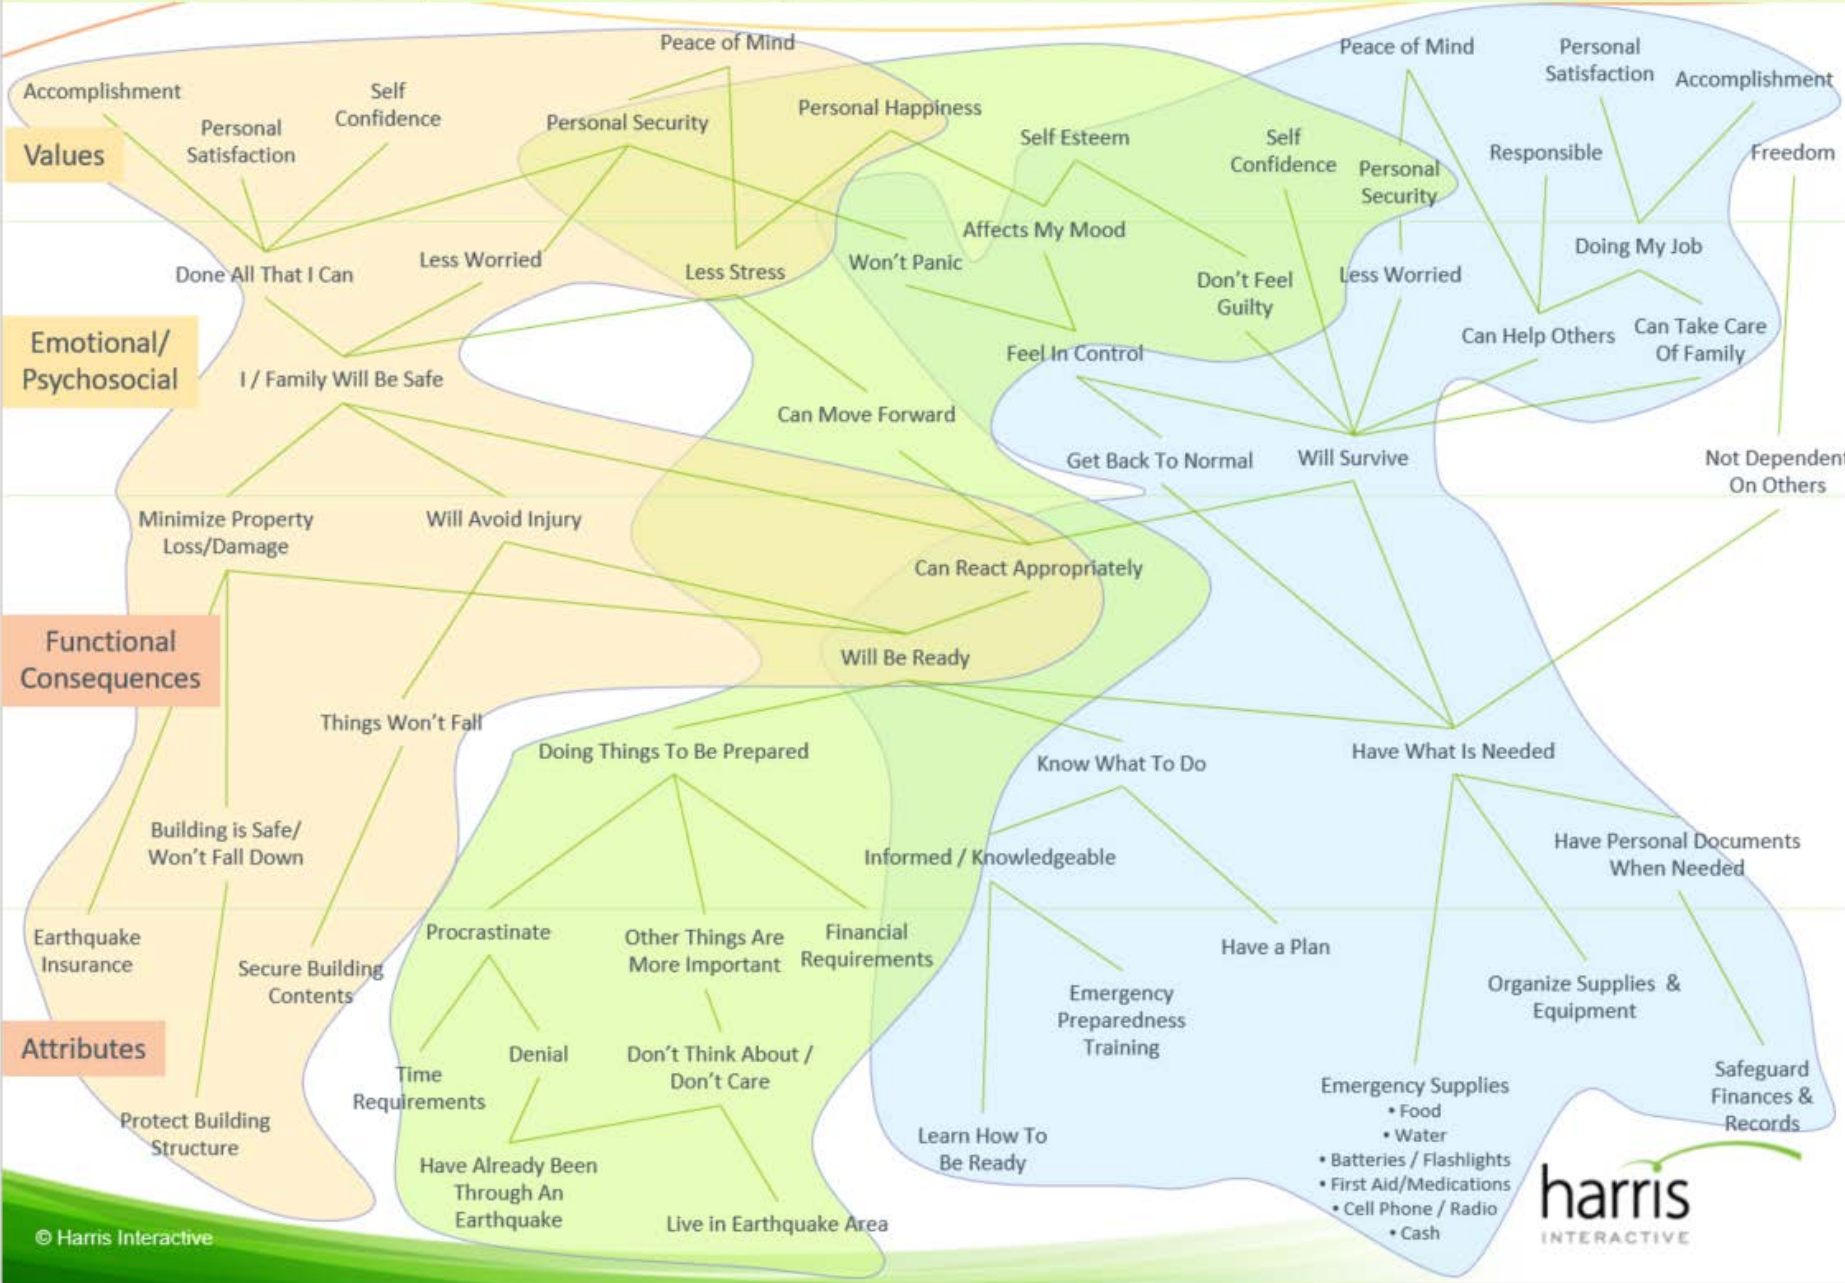 Peace of Mind
Peace of Mind
Personal
Satisfaction
Accomplishment
Accomplishment
Self
Confidence
Personal
Satisfaction
Personal Security
Personal Happiness
Self Esteem
Self
Confidence
Personal
Security
Responsible
Freedom
Values
Done All That I Can
Less Worried
Less Stress
Won't Panic
Affects My Mood
Don't Feel
Guilty
Less Worried
Doing My Job
Can Help Others
Can Take Care
Of Family
Emotional/
Psychosocial
I / Family Will Be Safe
Feel In Control
Can Move Forward
Get Back To Normal
Will Survive
Not Dependent
On Others
Minimize Property
Loss/Damage
Will Avoid Injury
Can React Appropriately
Functional
Consequences
Will Be Ready
Things Won't Fall
Doing Things To Be Prepared
Know What To Do
Have What Is Needed
Building is Safe/
Won't Fall Down
Informed / Knowledgeable
Have Personal Documents
When Needed
Earthquake
Insurance
Secure Building
Contents
Procrastinate
Other Things Are
More Important
Financial
Requirements
Have a Plan
Emergency
Preparedness
Training
Organize Supplies &
Equipment
Attributes
Time
Requirements
Denial
Don't Think About /
Don't Care
Safeguard
Finances &
Records
Protect Building
Structure
Learn How To
Be Ready
Emergency Supplies
• Food
• Water
• Batteries / Flashlights
• First Aid/Medications
• Cell Phone / Radio
• Cash
Have Already Been
Through An
Earthquake
Live in Earthquake Area
© Harris Interactive
harris
INTERACTIVE